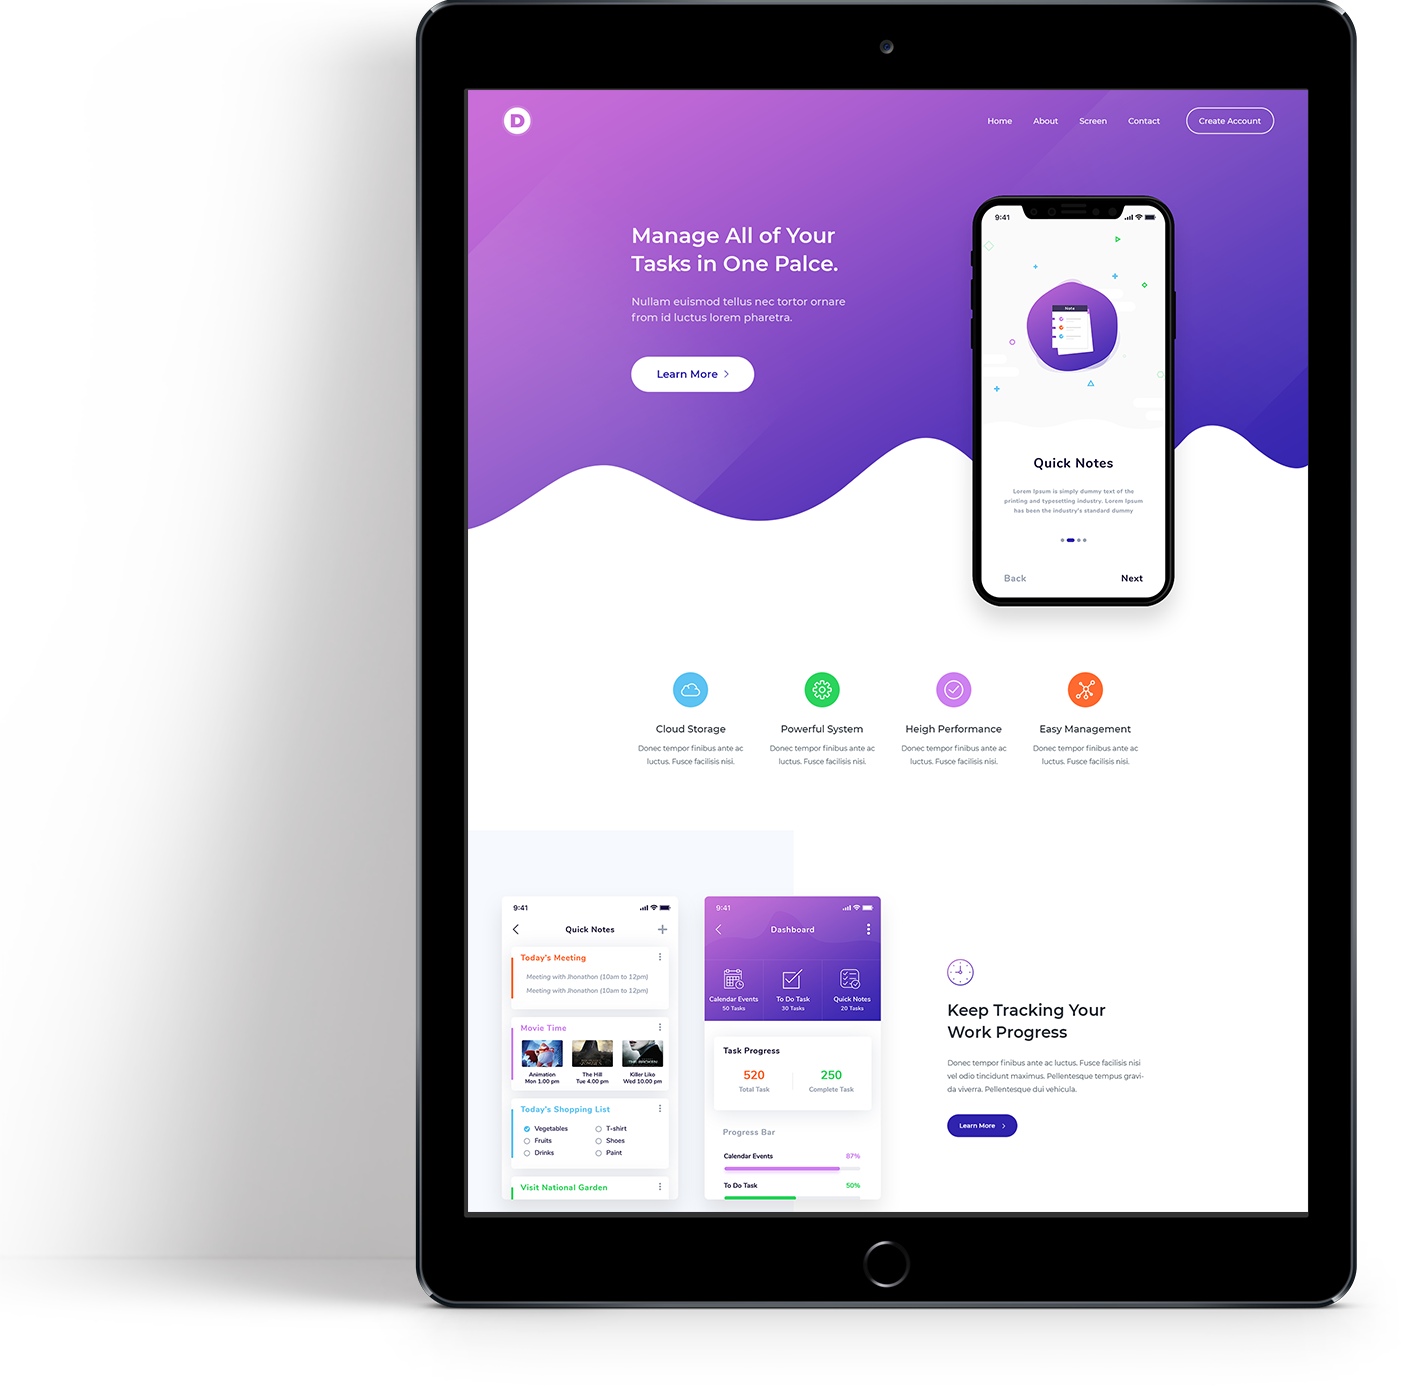 D
Home About Screen Contact Create Account
Manage All of Your
Tasks in One Palce.
Nullam euismod tellus nec tortor ornare
from id luctus lorem pharetra.
Learn More
9:41
Note
Quick Notes
Lorem Ipsum is simply dummy text of the
printing and typesetting industry. Lorem Ipsum
has been the industry's standard dummy
Back Next
Cloud Storage
Donec tempor finibus ante ac
luctus. Fusce facilisis nisi.
Powerful System
Donec tempor finibus ante ac
luctus. Fusce facilisis nisi.
Heigh Performance
Donec tempor finibus ante ac
luctus. Fusce facilisis nisi.
Easy Management
Donec tempor finibus ante ac
luctus. Fusce facilisis nisi.
9:41
Quick Notes
Today's Meeting
Meeting with Jhonathon (10am to 12pm)
Meeting with Jhonathon (10am to 12pm)
Movie Time
Animation
Mon 1.00 pm
The Hill
Tue 4.00 pm
Killer Liko
Wed 10.00 pm
Today's Shopping List
Vegetables T-shirt
Fruits Shoes
Drinks Paint
Visit National Garden
9:41
Dashboard
Calendar Events
50 Tasks
To Do Task
30 Tasks
Quick Notes
20 Tasks
Task Progress
520 250
Total Task Complete Task
Progress Bar
Calendar Events 87%
To Do Task 50%
Keep Tracking Your
Work Progress
Donec tempor finibus ante ac luctus. Fusce facilisis nisi
vel odio tincidunt maximus. Pellentesque tempus gravi-
da viverra. Pellentesque dui vehicula.
Learn More